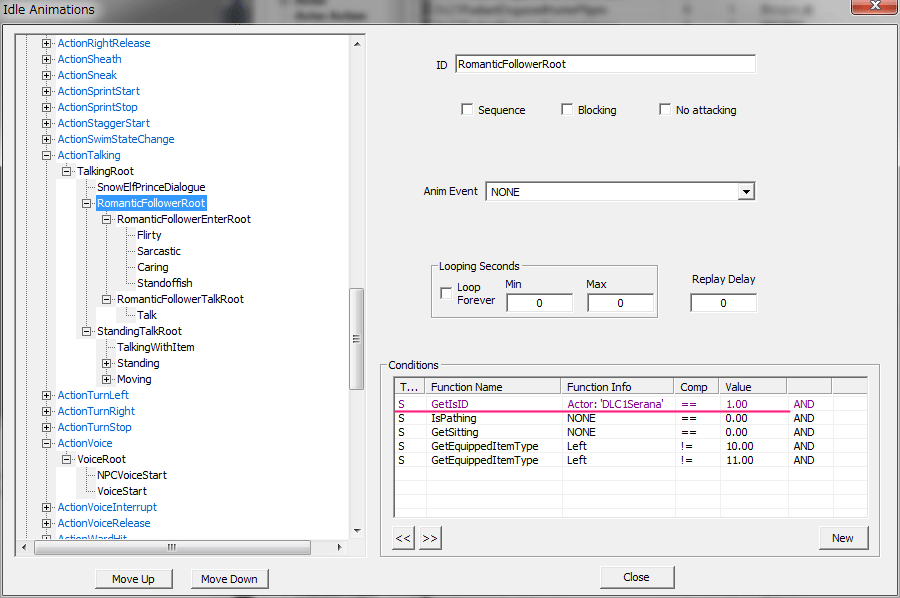 Idle Animations
ActionRightRelease
ActionSheath
ActionSneak
ActionSprintStart
ActionSprintStop
ActionStaggerStart
ActionSwimStateChange
ActionTalking
TalkingRoot
SnowElfPrinceDialogue
RomanticFollowerRoot
RomanticFollowerEnterRoot
Flirty
Sarcastic
Caring
Standoffish
RomanticFollowerTalkRoot
Talk
StandingTalkRoot
TalkingWithItem
Standing
Moving
ActionTurnLeft
ActionTurnRight
ActionTurnStop
ActionVoice
VoiceRoot
NPCVoiceStart
VoiceStart
ActionVoiceInterrupt
ActionVoiceRelease
ActionWardHit
Move Up Move Down
ID RomanticFollowerRoot
Sequence Blocking No attacking
Anim Event NONE
Looping Seconds
Loop Forever
Min Max
0 0
Replay Delay
0
Conditions
T... Function Name Function Info Comp Value
S GetIsID Actor: 'DLC1Serana' == 1.00 AND
S IsPathing NONE == 0.00 AND
S GetSitting NONE == 0.00 AND
S GetEquippedItemType Left != 10.00 AND
S GetEquippedItemType Left != 11.00 AND
<< >> New
Close